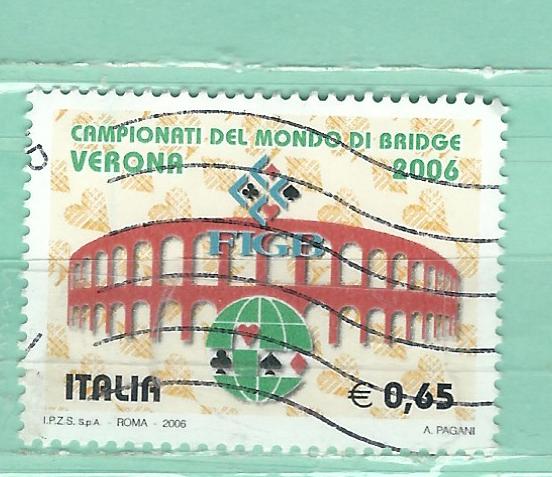 CAMPIONATI DEL MONDO DI BRIDGE
VERONA 2006
FIGB
ITALIA € 0,65
I.P.Z.S. S.p.A. - ROMA - 2006 A. PAGANI